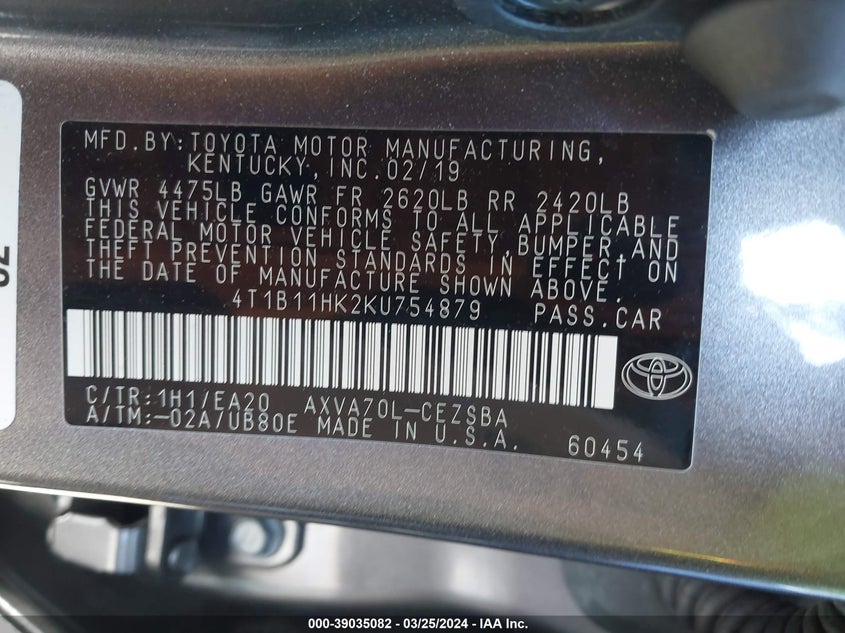 MFD.BY:TOYOTA MOTOR MANUFACTURING,
KENTUCKY,INC.02/19
GVWR 4475LB GAWR FR 2620LB RR 2420LB
THIS VEHICLE CONFORMS TO ALL APPLICABLE
FEDERAL MOTOR VEHICLE SAFETY,BUMPER,AND
THEFT PREVENTION STANDARDS IN EFFECT ON
THE DATE OF MANUFACTURE SHOWN ABOVE.
4T1B11HK2KU754879 PASS.CAR
C/TR:1H1/EA20 AXVA70L-CEZSBA
A/TM:-02A/UB80E MADE IN U.S.A. 60454
000-39035082 - 03/25/2024 - IAA Inc.